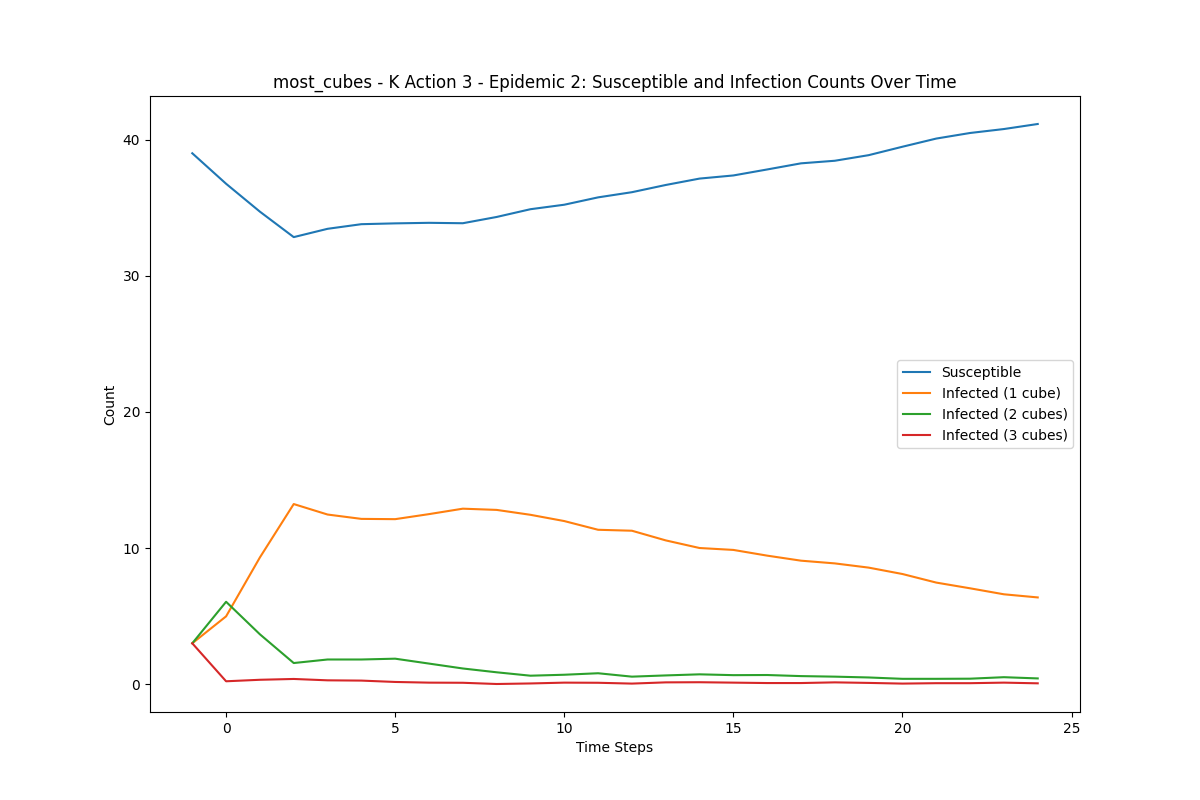 most_cubes - K Action 3 - Epidemic 2: Susceptible and Infection Counts Over Time
40
30
20
10
0
Count
Susceptible
Infected (1 cube)
Infected (2 cubes)
Infected (3 cubes)
0 5 10 15 20 25
Time Steps